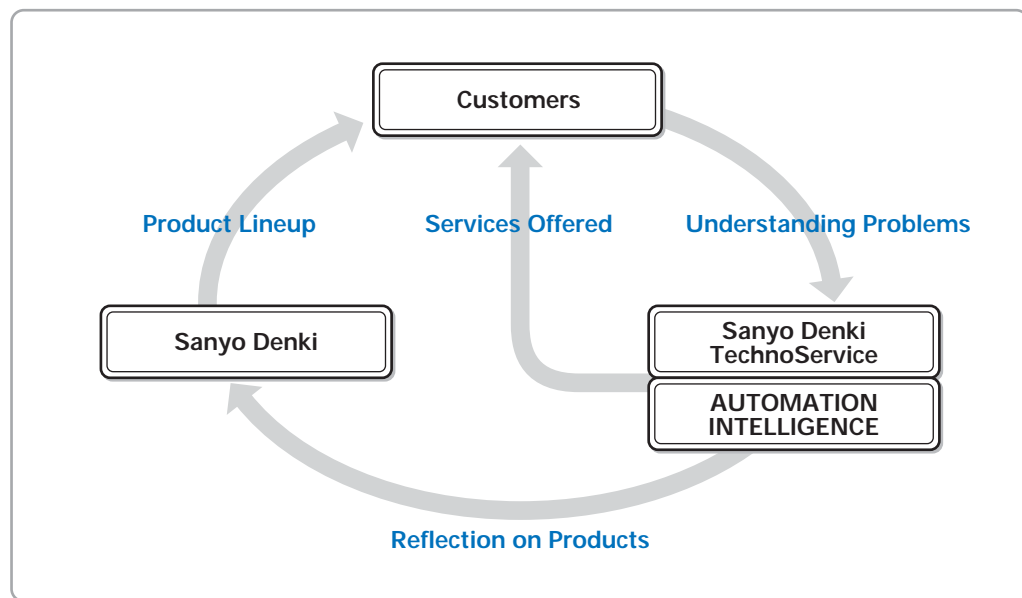 Customers
Product Lineup
Services Offered
Understanding Problems
Sanyo Denki
Sanyo Denki
TechnoService
AUTOMATION
INTELLIGENCE
Reflection on Products